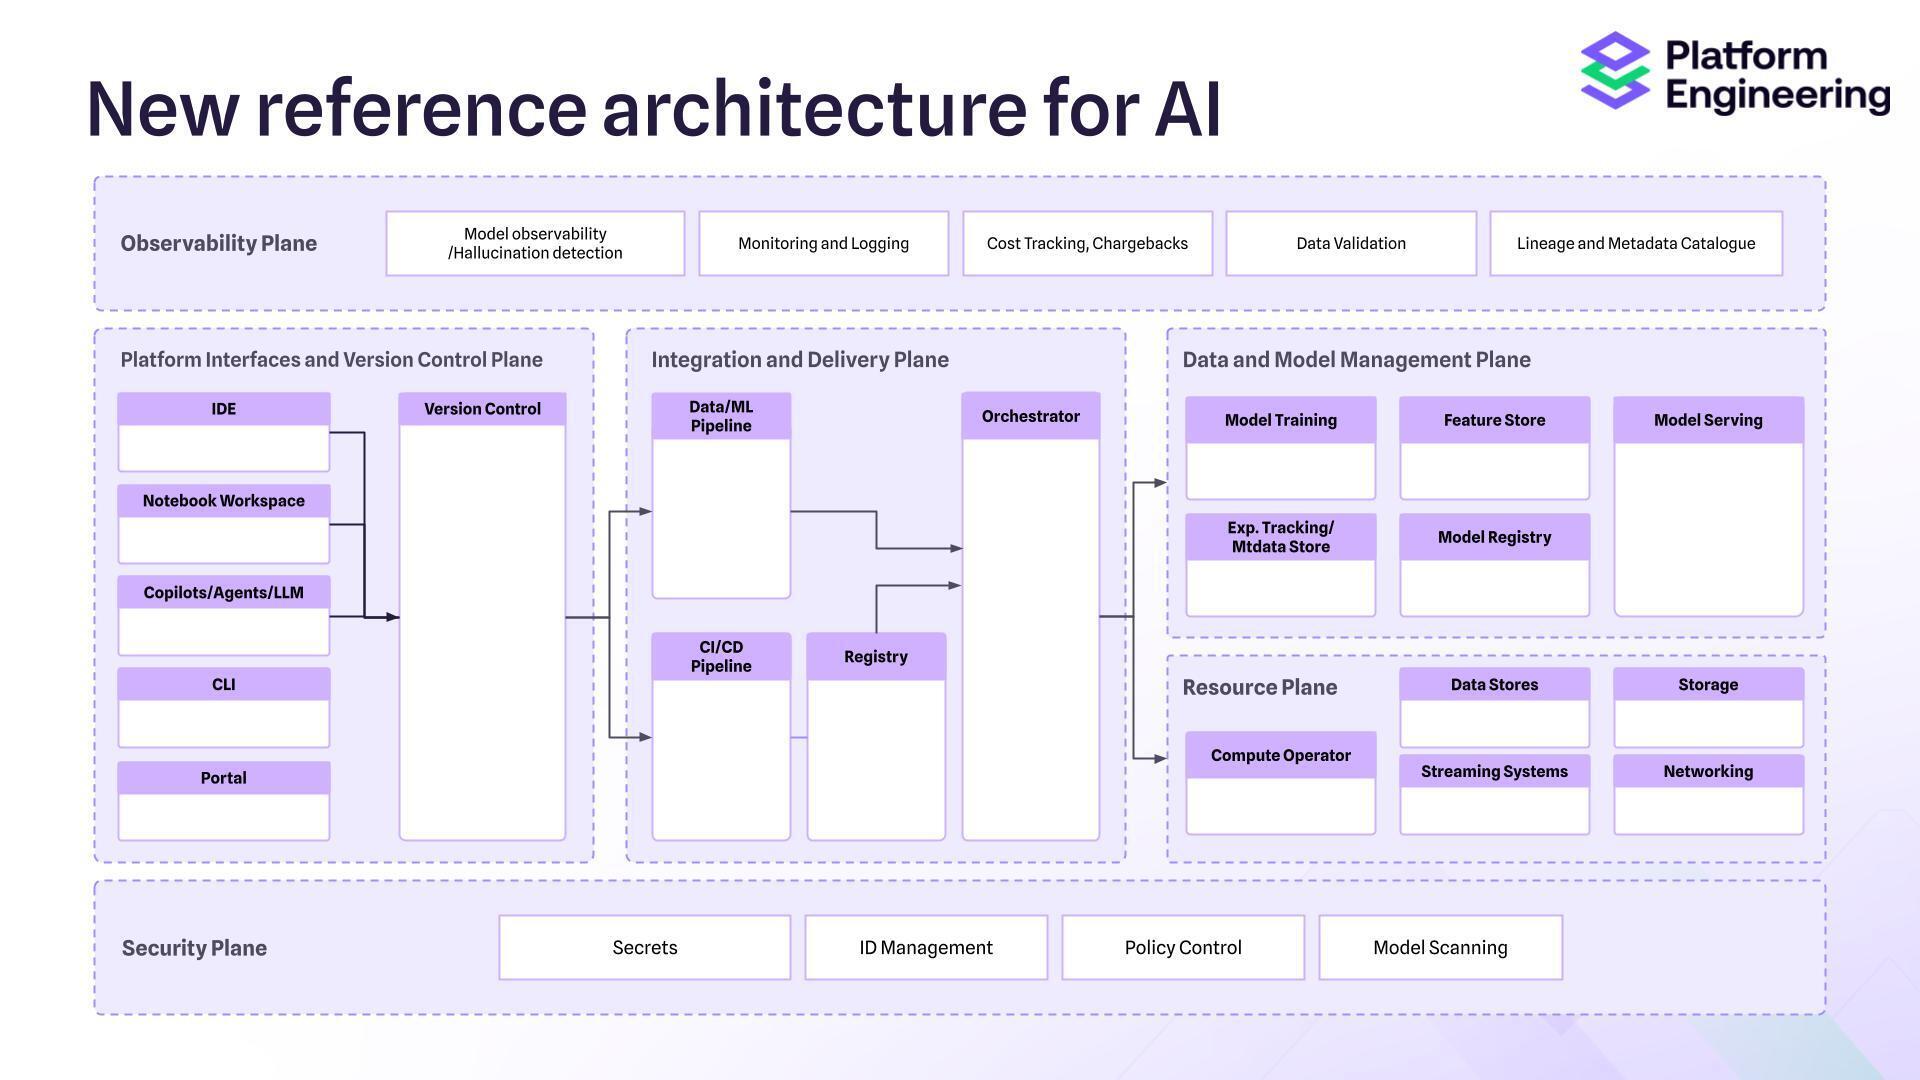 New reference architecture for AI
Platform
Engineering
Observability Plane
Model observability
/Hallucination detection
Monitoring and Logging
Cost Tracking, Chargebacks
Data Validation
Lineage and Metadata Catalogue
Platform Interfaces and Version Control Plane
IDE
Notebook Workspace
Copilots/Agents/LLM
CLI
Portal
Version Control
Integration and Delivery Plane
Data/ML
Pipeline
CI/CD
Pipeline
Registry
Orchestrator
Data and Model Management Plane
Model Training
Feature Store
Model Serving
Exp. Tracking/
Mtdata Store
Model Registry
Resource Plane
Compute Operator
Data Stores
Storage
Streaming Systems
Networking
Security Plane
Secrets
ID Management
Policy Control
Model Scanning